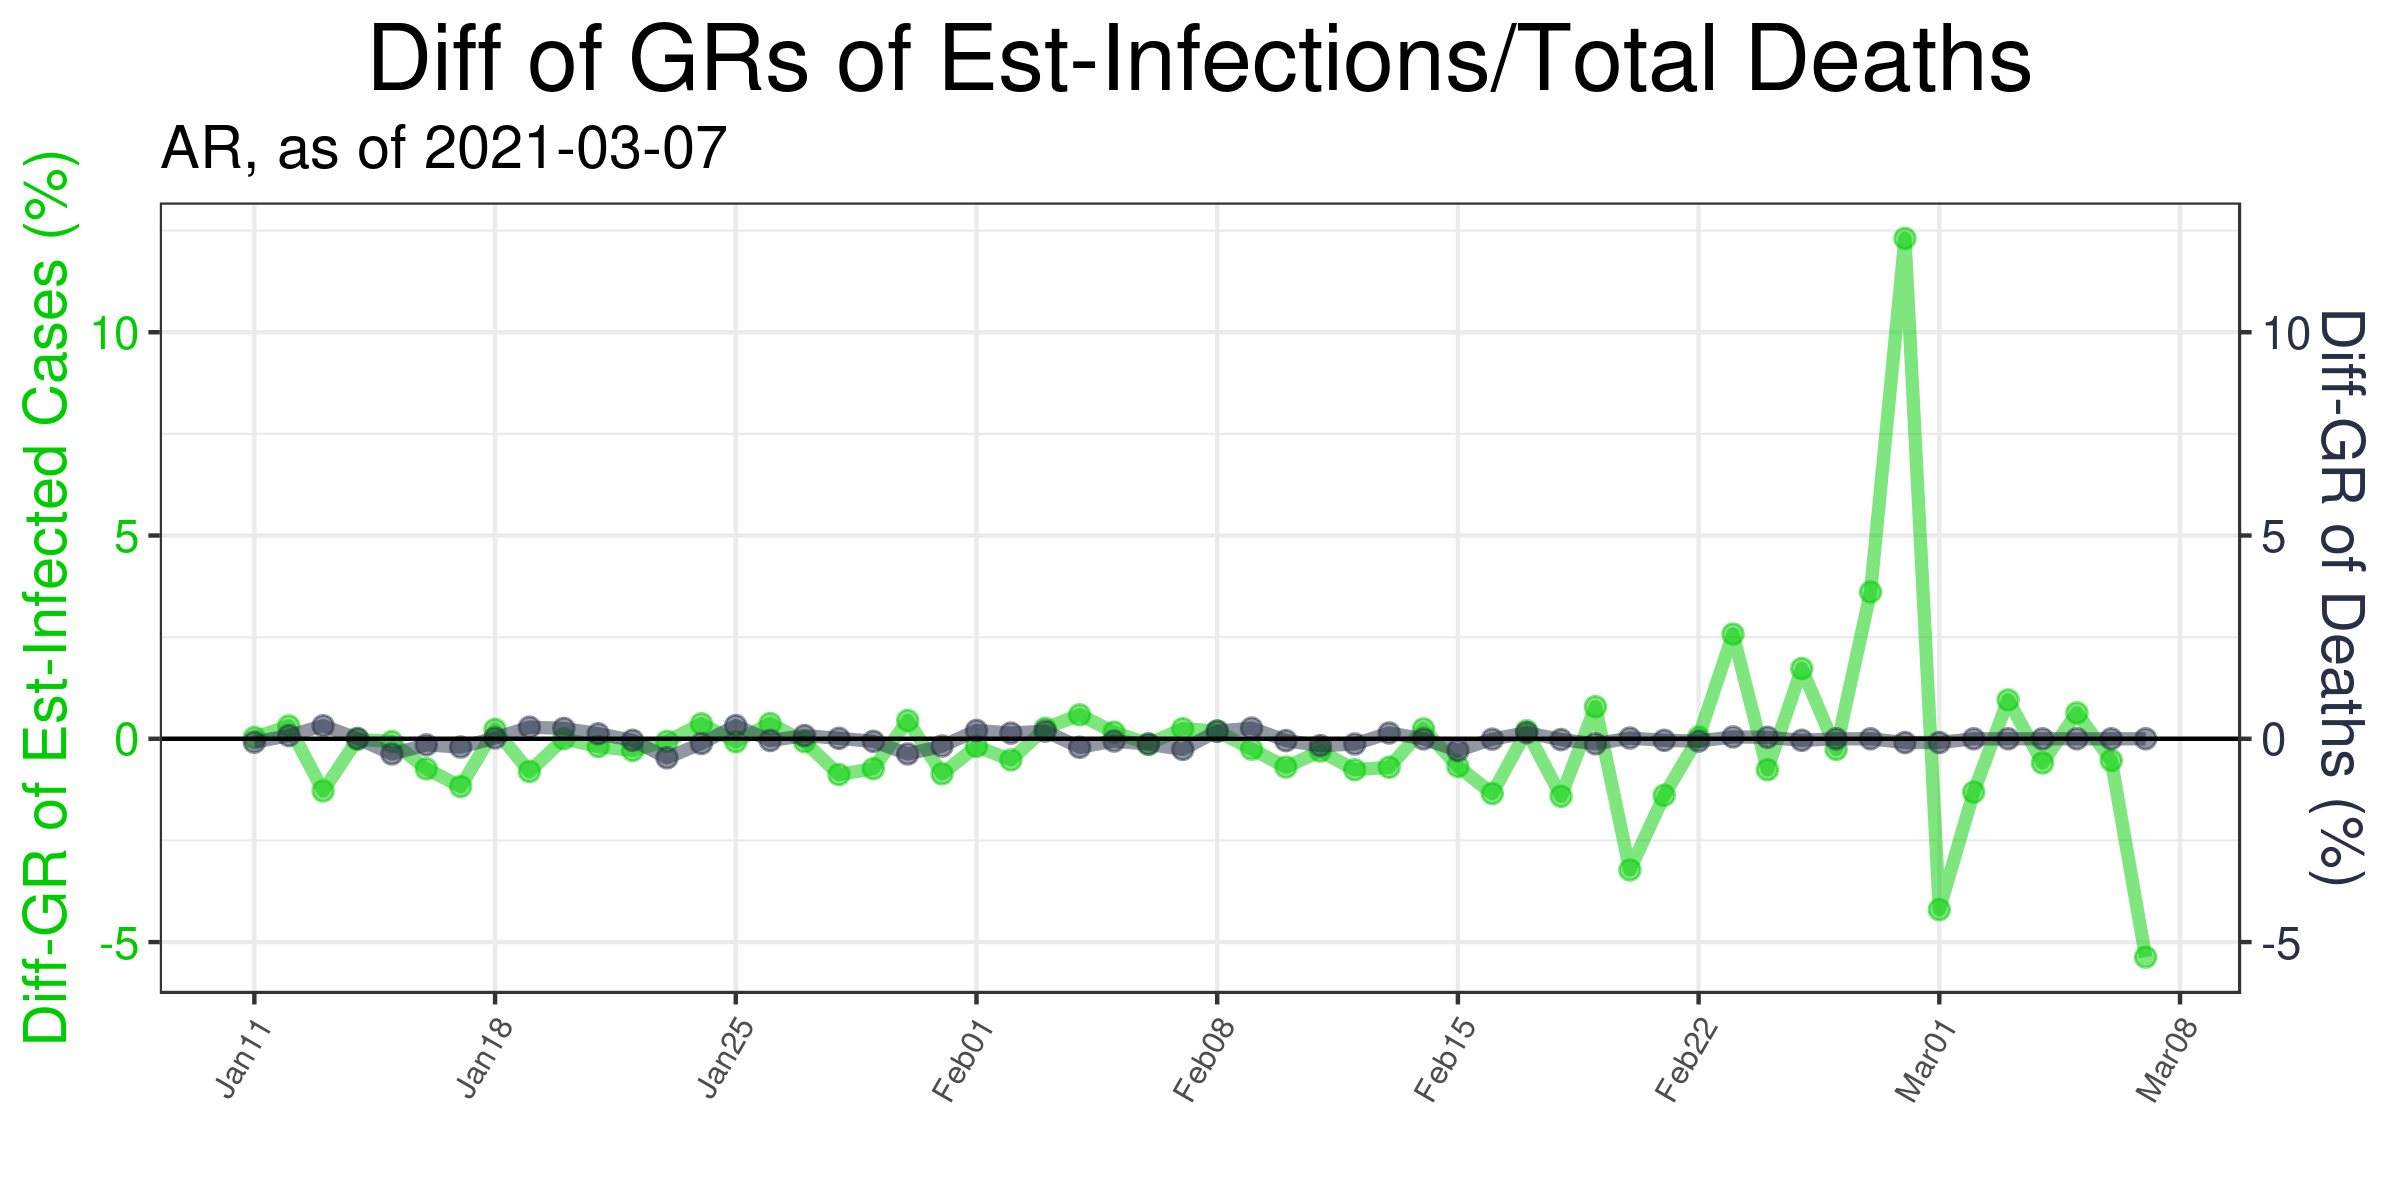 Diff of GRs of Est-Infections/Total Deaths
AR, as of 2021-03-07
Diff-GR of Est-Infected Cases (%)
10
5
0
-5
10
5
0
-5
Diff-GR of Deaths (%)
Jan11
Jan18
Jan25
Feb01
Feb08
Feb15
Feb22
Mar01
Mar08